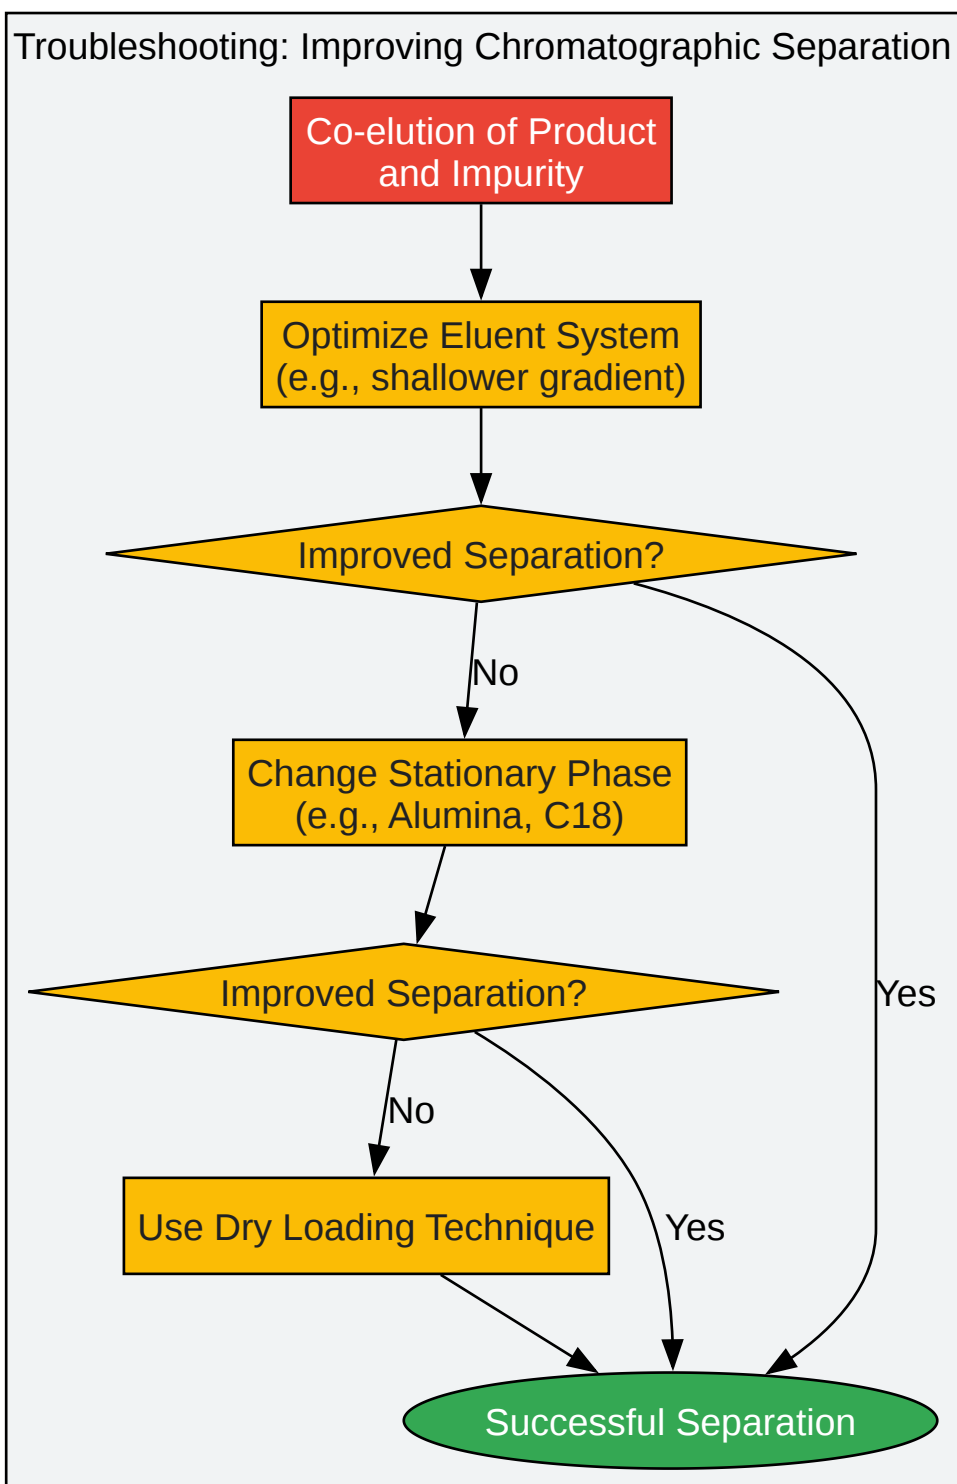 Troubleshooting: Improving Chromatographic Separation
Co-elution of Product
and Impurity
Optimize Eluent System
(e.g., shallower gradient)
Improved Separation?
No
Change Stationary Phase
(e.g., Alumina, C18)
Improved Separation?
Yes
No
Use Dry Loading Technique
Yes
Successful Separation